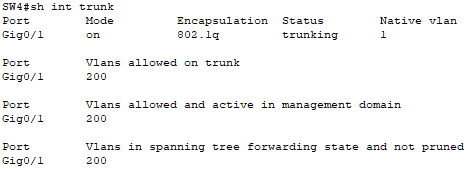 SW4#sh int trunk
Port Mode Encapsulation Status Native vlan
Gig0/1 on 802.1q trunking 1
Port Vlans allowed on trunk
Gig0/1 200
Port Vlans allowed and active in management domain
Gig0/1 200
Port Vlans in spanning tree forwarding state and not pruned
Gig0/1 200